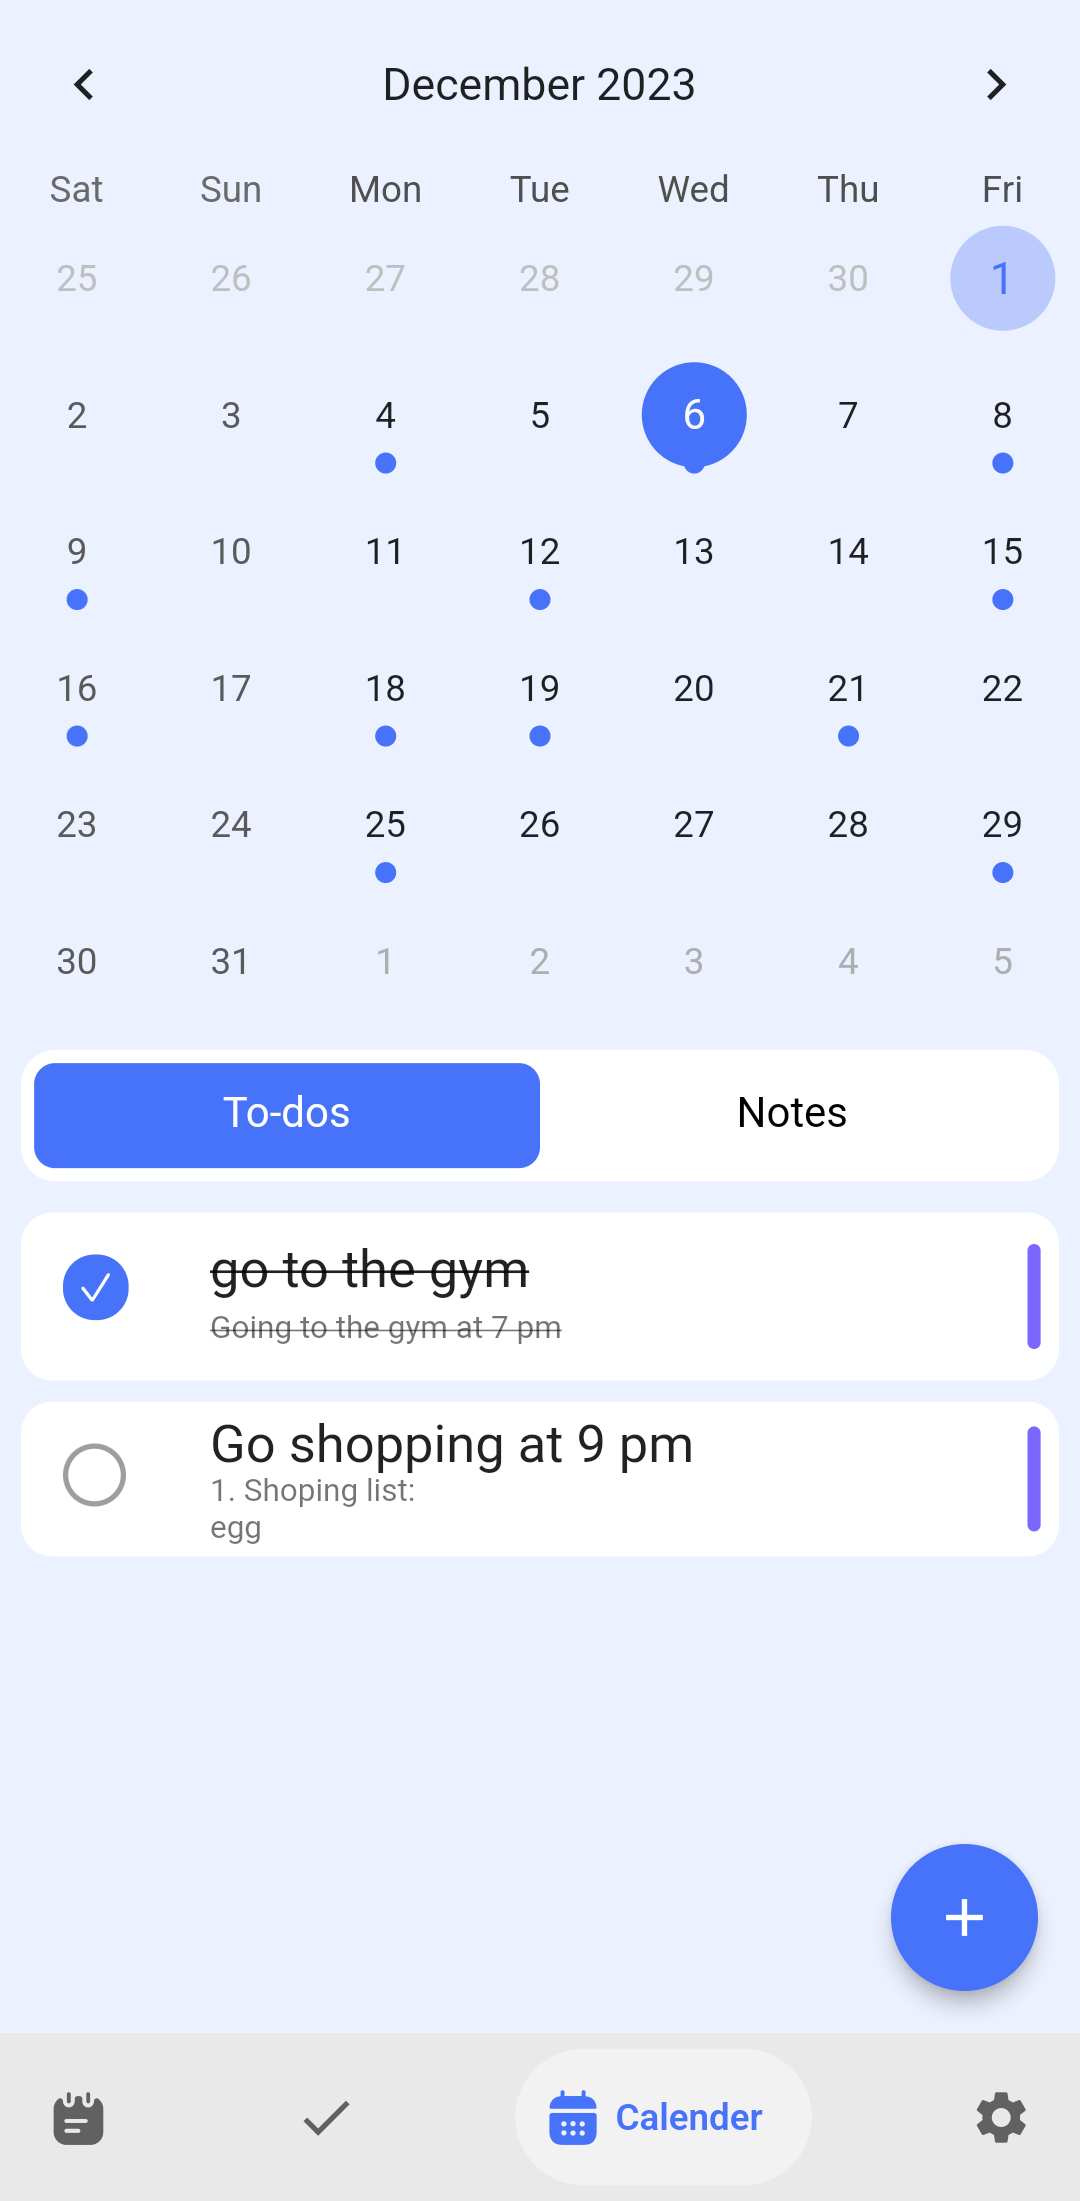 December 2023
Sat Sun Mon Tue Wed Thu Fri
25 26 27 28 29 30 1
2 3 4 5 6 7 8
9 10 11 12 13 14 15
16 17 18 19 20 21 22
23 24 25 26 27 28 29
30 31 1 2 3 4 5
To-dos Notes
go to the gym
Going to the gym at 7 pm
Go shopping at 9 pm
1. Shoping list:
egg
Calender